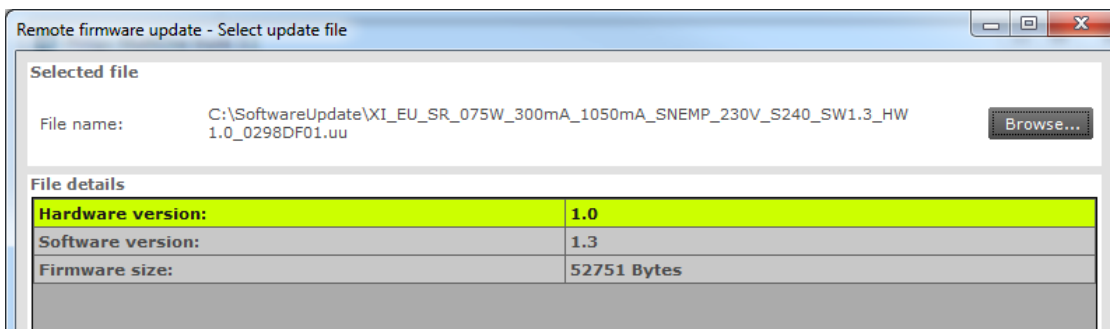 Remote firmware update - Select update file
Selected file
File name:
C:\SoftwareUpdate\XI_EU_SR_075W_300mA_1050mA_SNEMP_230V_S240_SW1.3_HW
1.0_0298DF01.uu
Browse...
File details
Hardware version: 1.0
Software version: 1.3
Firmware size: 52751 Bytes